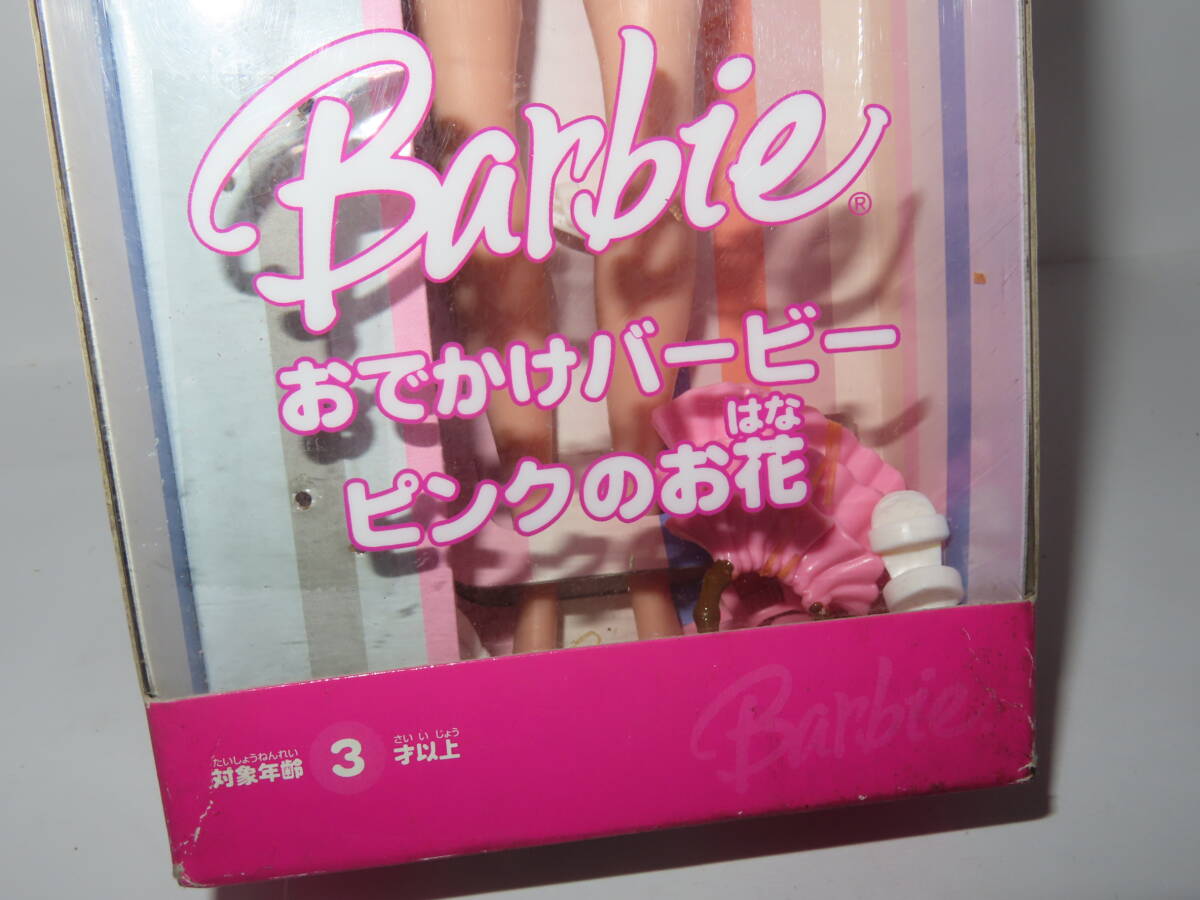 Barbie®
おでかけバービー
はな
ピンクのお花
Barbie
たいしょうねんれい さい い じょう
対象年齢 3 才以上